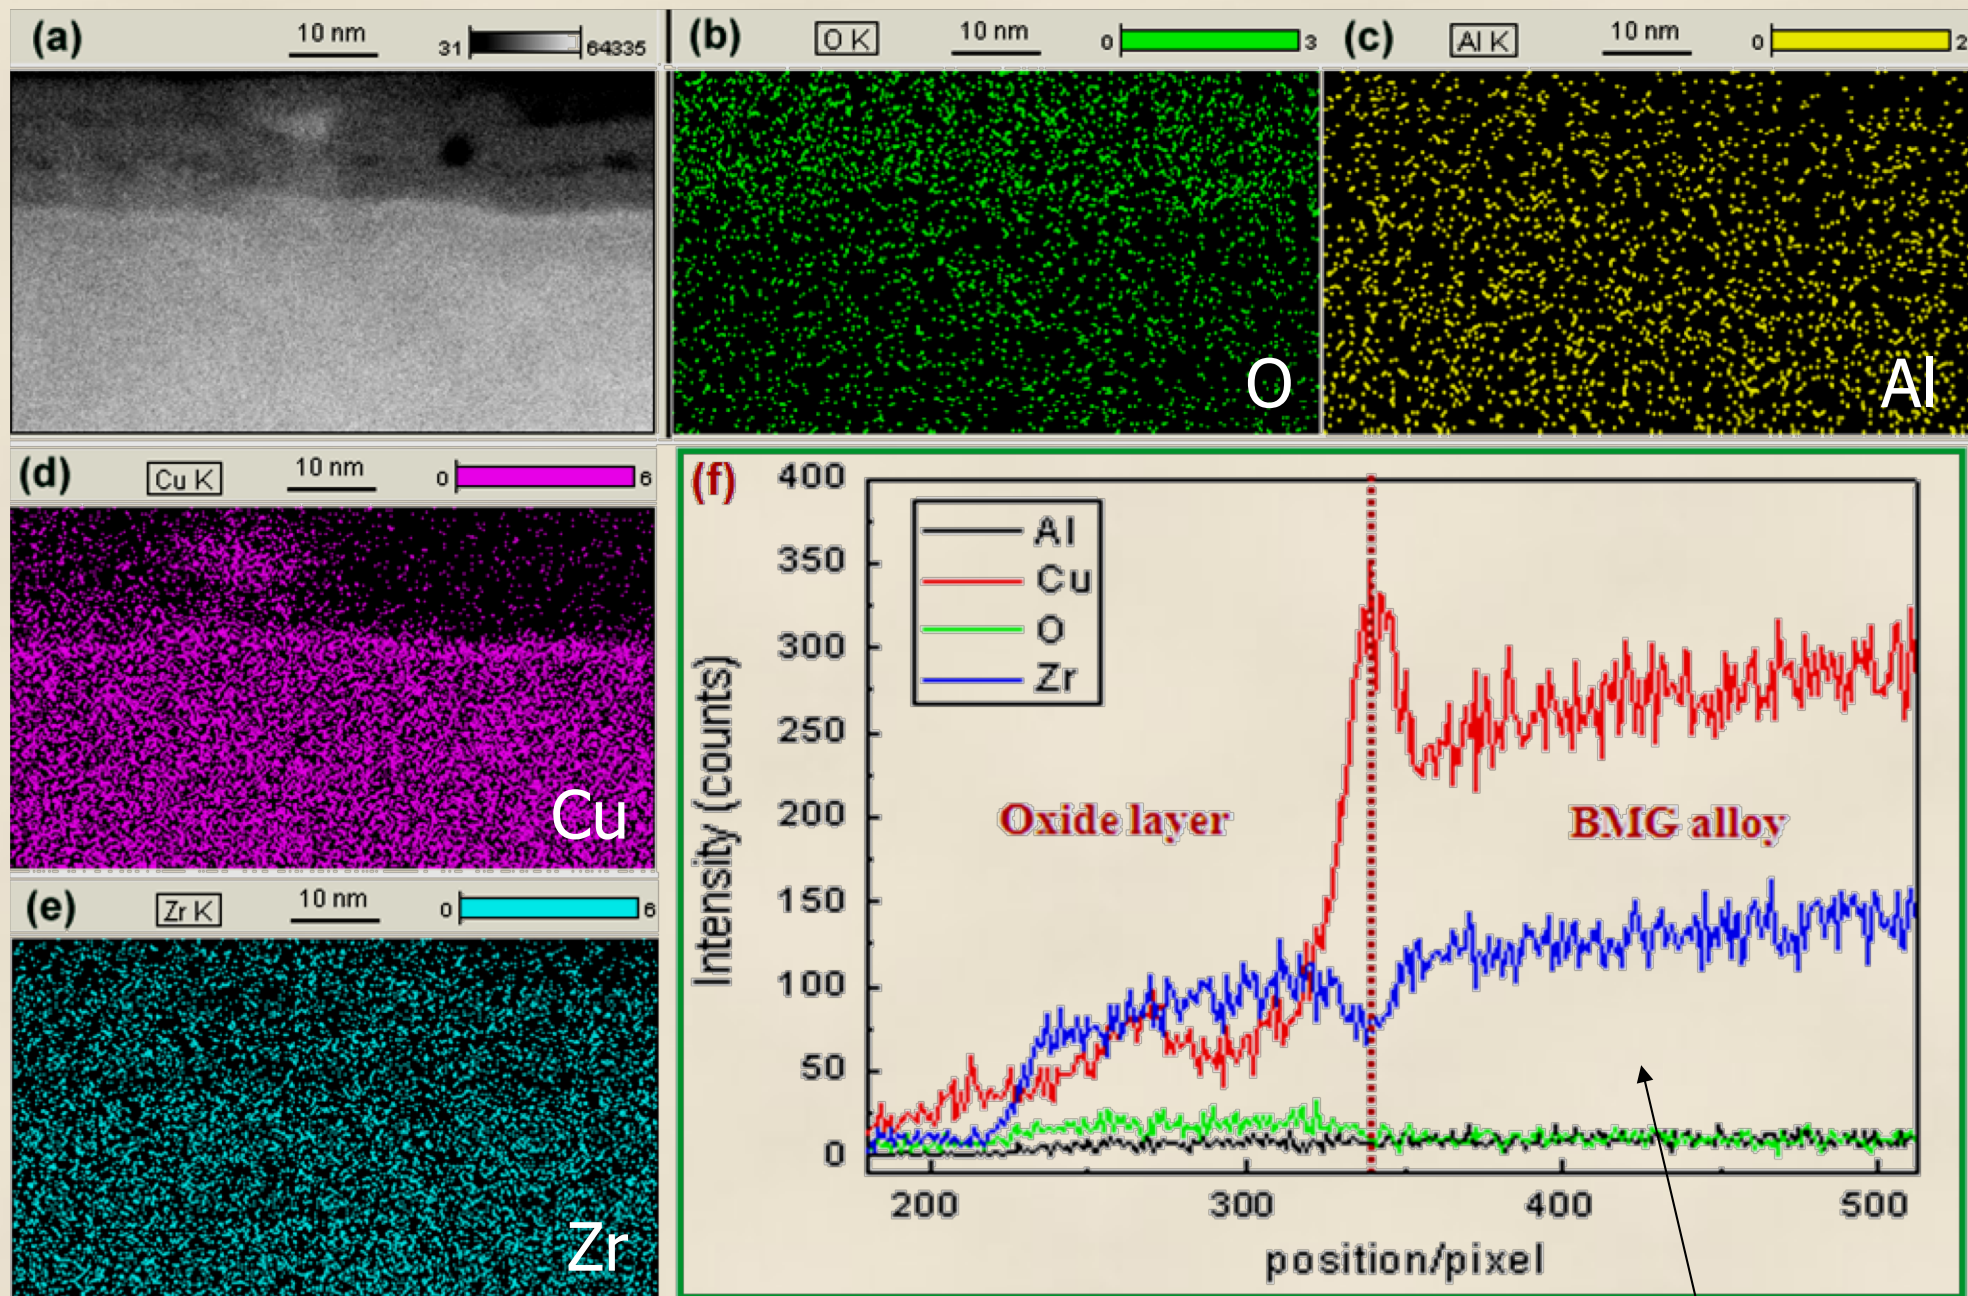 (a) 10 nm 31 64335
(b) O K 10 nm 0 3
(c) Al K 10 nm 0 2
O
Al
(d) Cu K 10 nm 0 6
Cu
(e) Zr K 10 nm 0 6
Zr
(f)
400
350
300
250
200
150
100
50
0
Intensity (counts)
Al
Cu
O
Zr
Oxide layer
BMG alloy
200 300 400 500
position/pixel